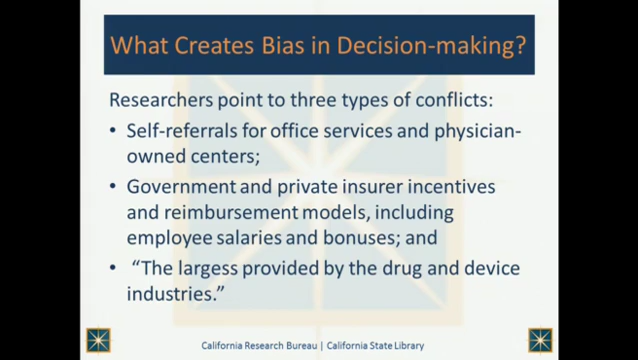 What Creates Bias in Decision-making?
Researchers point to three types of conflicts:
• Self-referrals for office services and physician-
owned centers;
• Government and private insurer incentives
and reimbursement models, including
employee salaries and bonuses; and
• “The largess provided by the drug and device
industries.”
California Research Bureau | California State Library